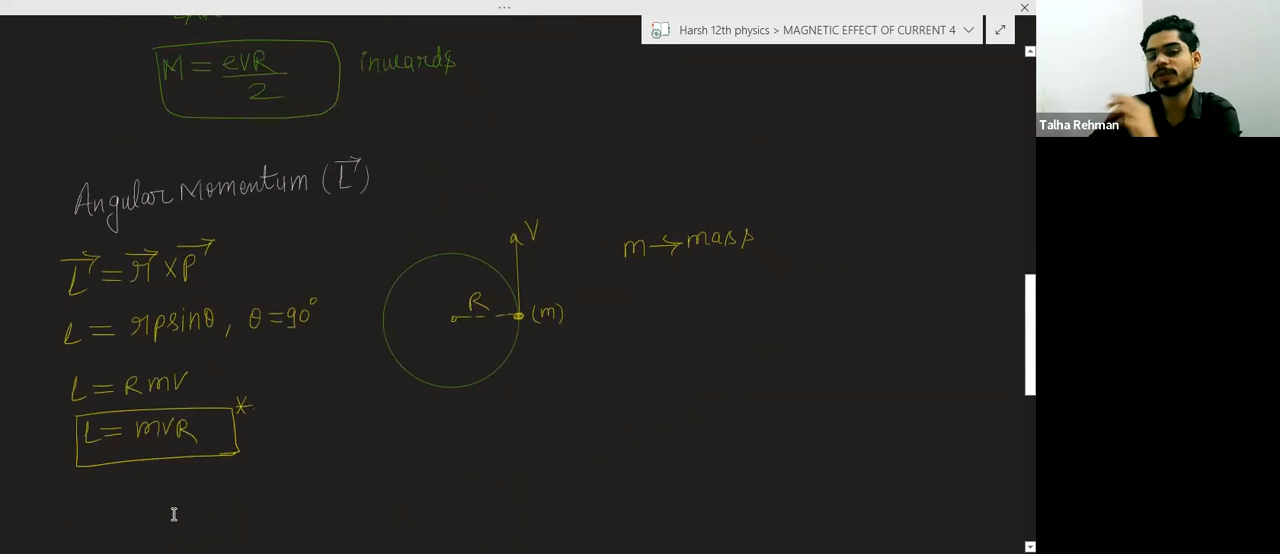 Harsh 12th physics > MAGNETIC EFFECT OF CURRENT 4
Talha Rehman
M = evR/2 inwards
Angular Momentum (L⃗)
L⃗ = r⃗ × P⃗
L = rpsinθ, θ = 90°
L = RmV
L = mVR *
V
R
(m)
m → mass